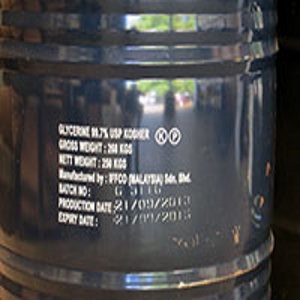 GLYCERINE 99.7% USP KOSHER K P
GROSS WEIGHT : 268 KGS
NETT WEIGHT : 250 KGS
Manufactured by : IFFCO (MALAYSIA) Sdn. Bhd.
BATCH NO : G 5116
PRODUCTION DATE : 21/09/2013
EXPIRY DATE : 21/09/2015